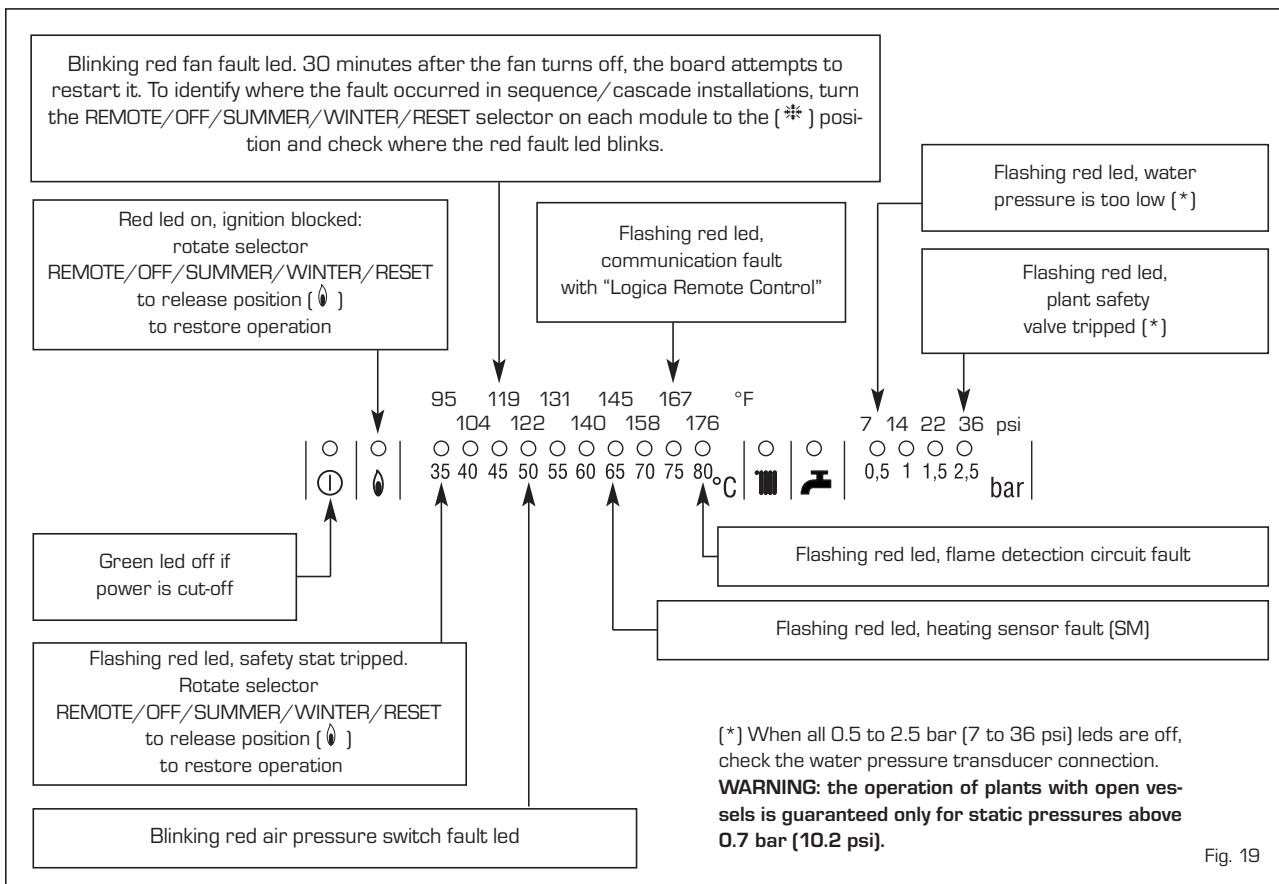 Blinking red fan fault led. 30 minutes after the fan turns off, the board attempts to
restart it. To identify where the fault occurred in sequence/cascade installations, turn
the REMOTE/OFF/SUMMER/WINTER/RESET selector on each module to the ( ) posi-
tion and check where the red fault led blinks.
Red led on, ignition blocked:
rotate selector
REMOTE/OFF/SUMMER/WINTER/RESET
to release position ( )
to restore operation
Flashing red led,
communication fault
with “Logica Remote Control”
Flashing red led, water
pressure is too low (*)
Flashing red led,
plant safety
valve tripped (*)
95 119 131 145 167 °F
104 122 140 158 176
7 14 22 36 psi
35 40 45 50 55 60 65 70 75 80 °C
0,5 1 1,5 2,5 bar
Green led off if
power is cut-off
Flashing red led, safety stat tripped.
Rotate selector
REMOTE/OFF/SUMMER/WINTER/RESET
to release position ( )
to restore operation
Blinking red air pressure switch fault led
Flashing red led, flame detection circuit fault
Flashing red led, heating sensor fault (SM)
(*) When all 0.5 to 2.5 bar (7 to 36 psi) leds are off,
check the water pressure transducer connection.
WARNING: the operation of plants with open ves-
sels is guaranteed only for static pressures above
0.7 bar (10.2 psi).
Fig. 19